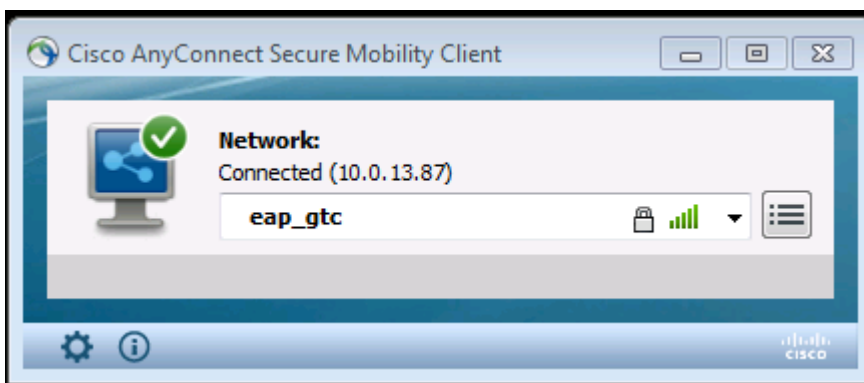 Cisco AnyConnect Secure Mobility Client
Network:
Connected (10.0.13.87)
eap_gtc
cisco